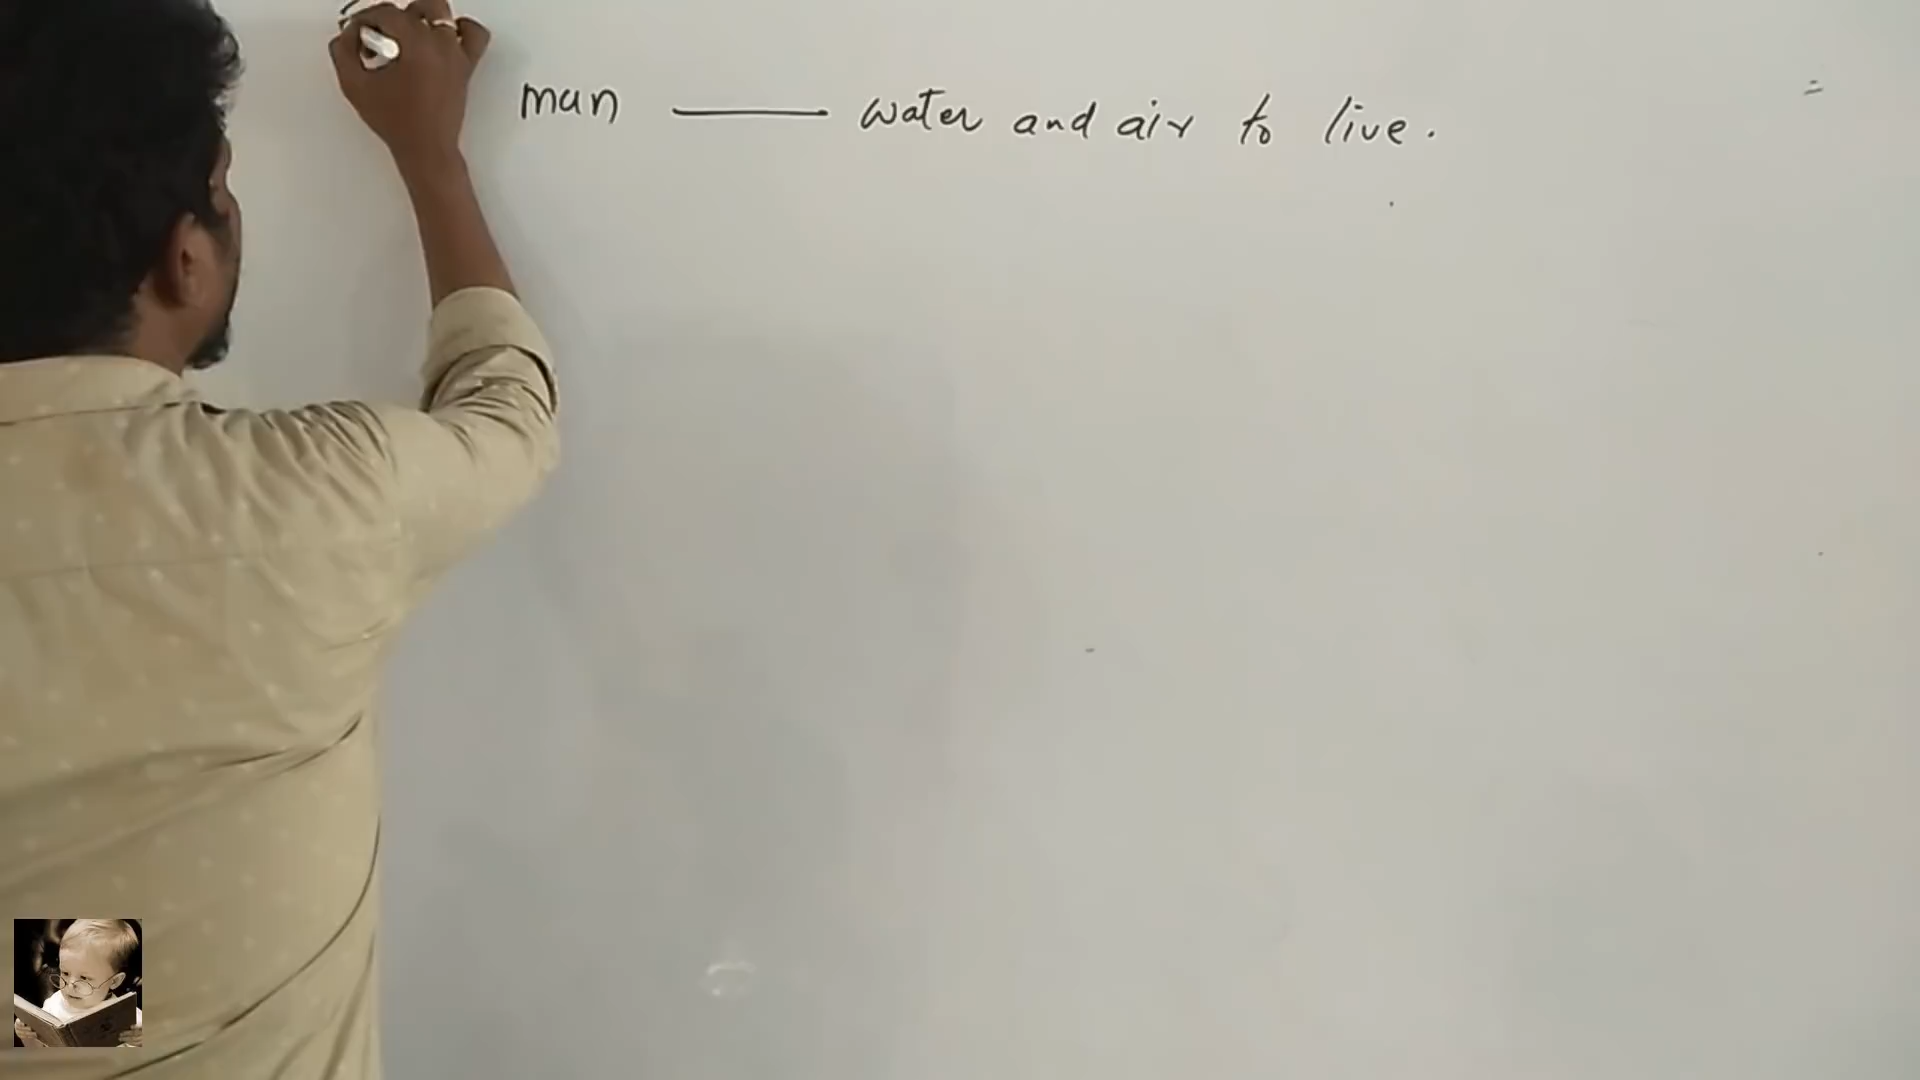 man ——— water and air to live.